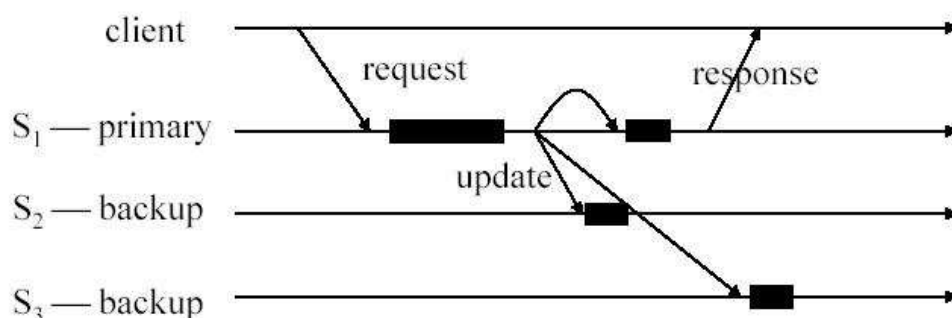 client
request
response
S₁ — primary
update
S₂ — backup
S₃ — backup